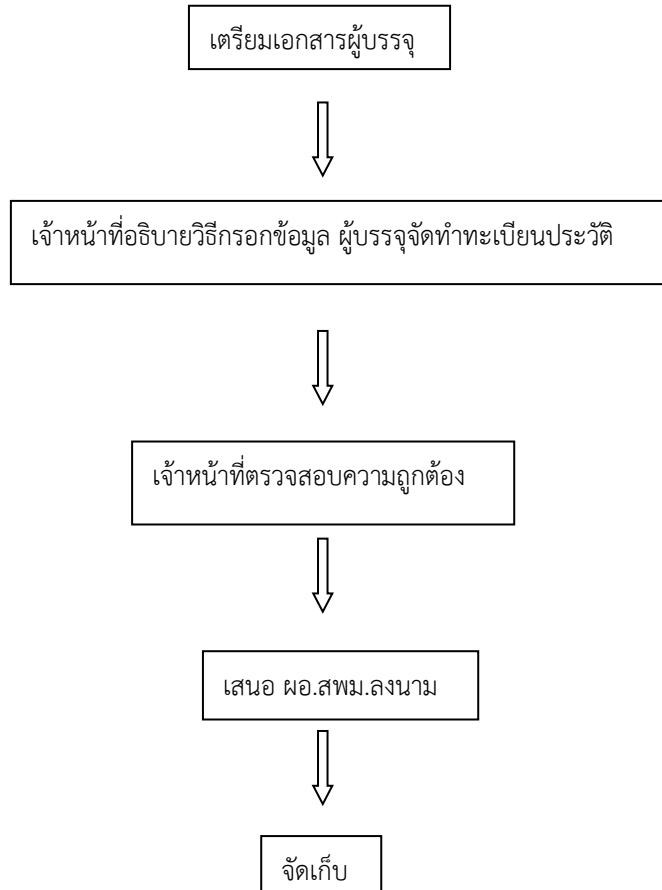 เตรียมเอกสารผู้บรรจุ
เจ้าหน้าที่อธิบายวิธีกรอกข้อมูล ผู้บรรจุจัดทำทะเบียนประวัติ
เจ้าหน้าที่ตรวจสอบความถูกต้อง
เสนอ ผอ.สพม.ลงนาม
จัดเก็บ